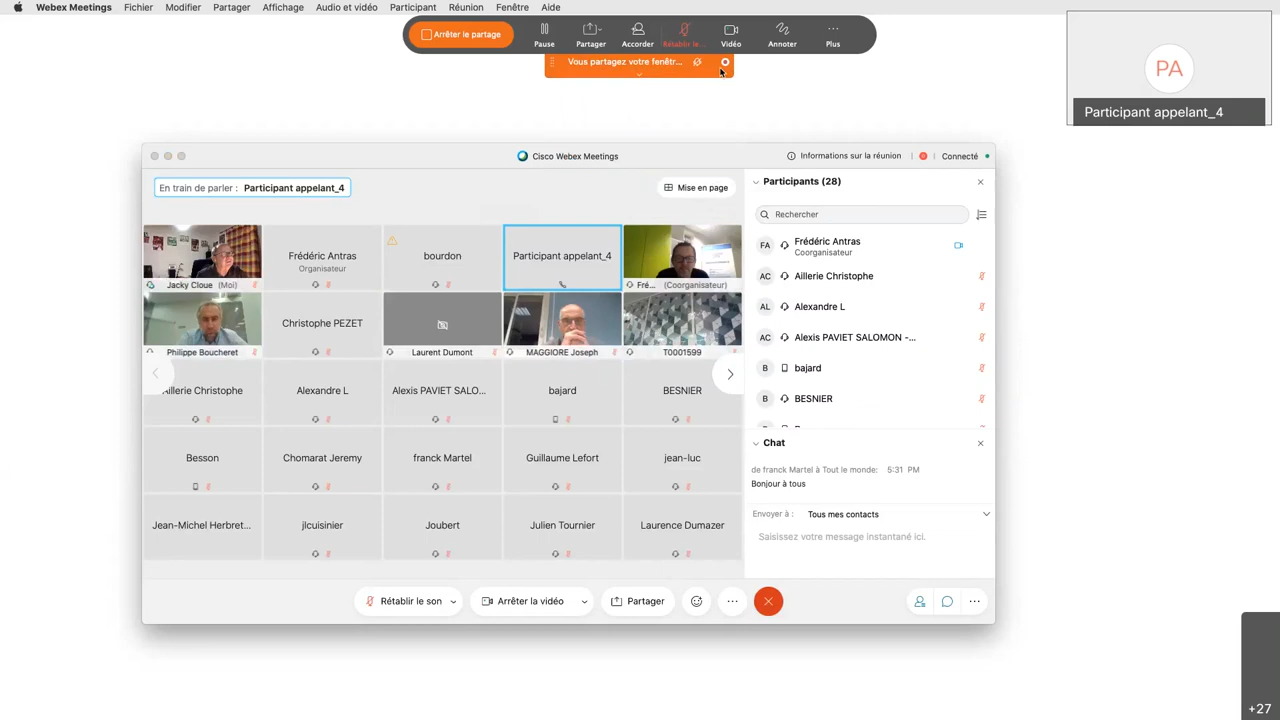 Webex Meetings Fichier Modifier Partager Affichage Audio et vidéo Participant Réunion Fenêtre Aide
Arrêter le partage
Pause
Partager
Accorder
Rétablir le...
Vidéo
Annoter
Plus
Vous partagez votre fenêtr...
PA
Participant appelant_4
Cisco Webex Meetings
Informations sur la réunion
Connecté
En train de parler : Participant appelant_4
Mise en page
Jacky Cloue (Moi)
Frédéric Antras
Organisateur
bourdon
Participant appelant_4
Fré... (Coorganisateur)
Philippe Boucheret
Christophe PEZET
Laurent Dumont
MAGGIORE Joseph
T0001599
Aillerie Christophe
Alexandre L
Alexis PAVIET SALO...
bajard
BESNIER
Besson
Chomarat Jeremy
franck Martel
Guillaume Lefort
jean-luc
Jean-Michel Herbret...
jlcuisinier
Joubert
Julien Tournier
Laurence Dumazer
Participants (28)
Rechercher
FA Frédéric Antras
Coorganisateur
AC Aillerie Christophe
AL Alexandre L
AC Alexis PAVIET SALOMON -...
B bajard
B BESNIER
Chat
de franck Martel à Tout le monde: 5:31 PM
Bonjour à tous
Envoyer à : Tous mes contacts
Saisissez votre message instantané ici.
Rétablir le son
Arrêter la vidéo
Partager
+27